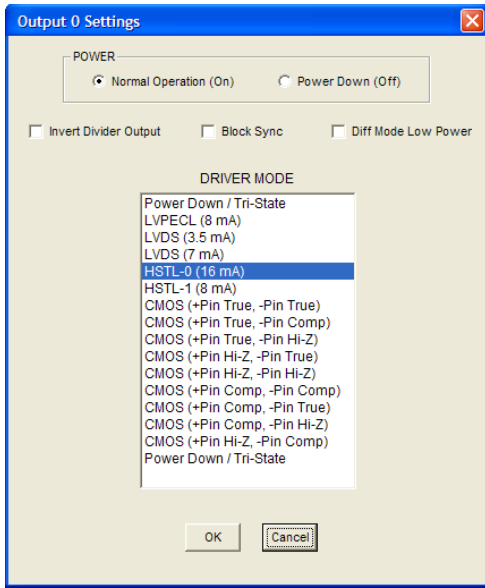 Output 0 Settings
POWER
Normal Operation (On) Power Down (Off)
Invert Divider Output Block Sync Diff Mode Low Power
DRIVER MODE
Power Down / Tri-State
LVPECL (8 mA)
LVDS (3.5 mA)
LVDS (7 mA)
HSTL-0 (16 mA)
HSTL-1 (8 mA)
CMOS (+Pin True, -Pin True)
CMOS (+Pin True, -Pin Comp)
CMOS (+Pin True, -Pin Hi-Z)
CMOS (+Pin Hi-Z, -Pin True)
CMOS (+Pin Hi-Z, -Pin Hi-Z)
CMOS (+Pin Comp, -Pin Comp)
CMOS (+Pin Comp, -Pin True)
CMOS (+Pin Comp, -Pin Hi-Z)
CMOS (+Pin Hi-Z, -Pin Comp)
Power Down / Tri-State
OK Cancel